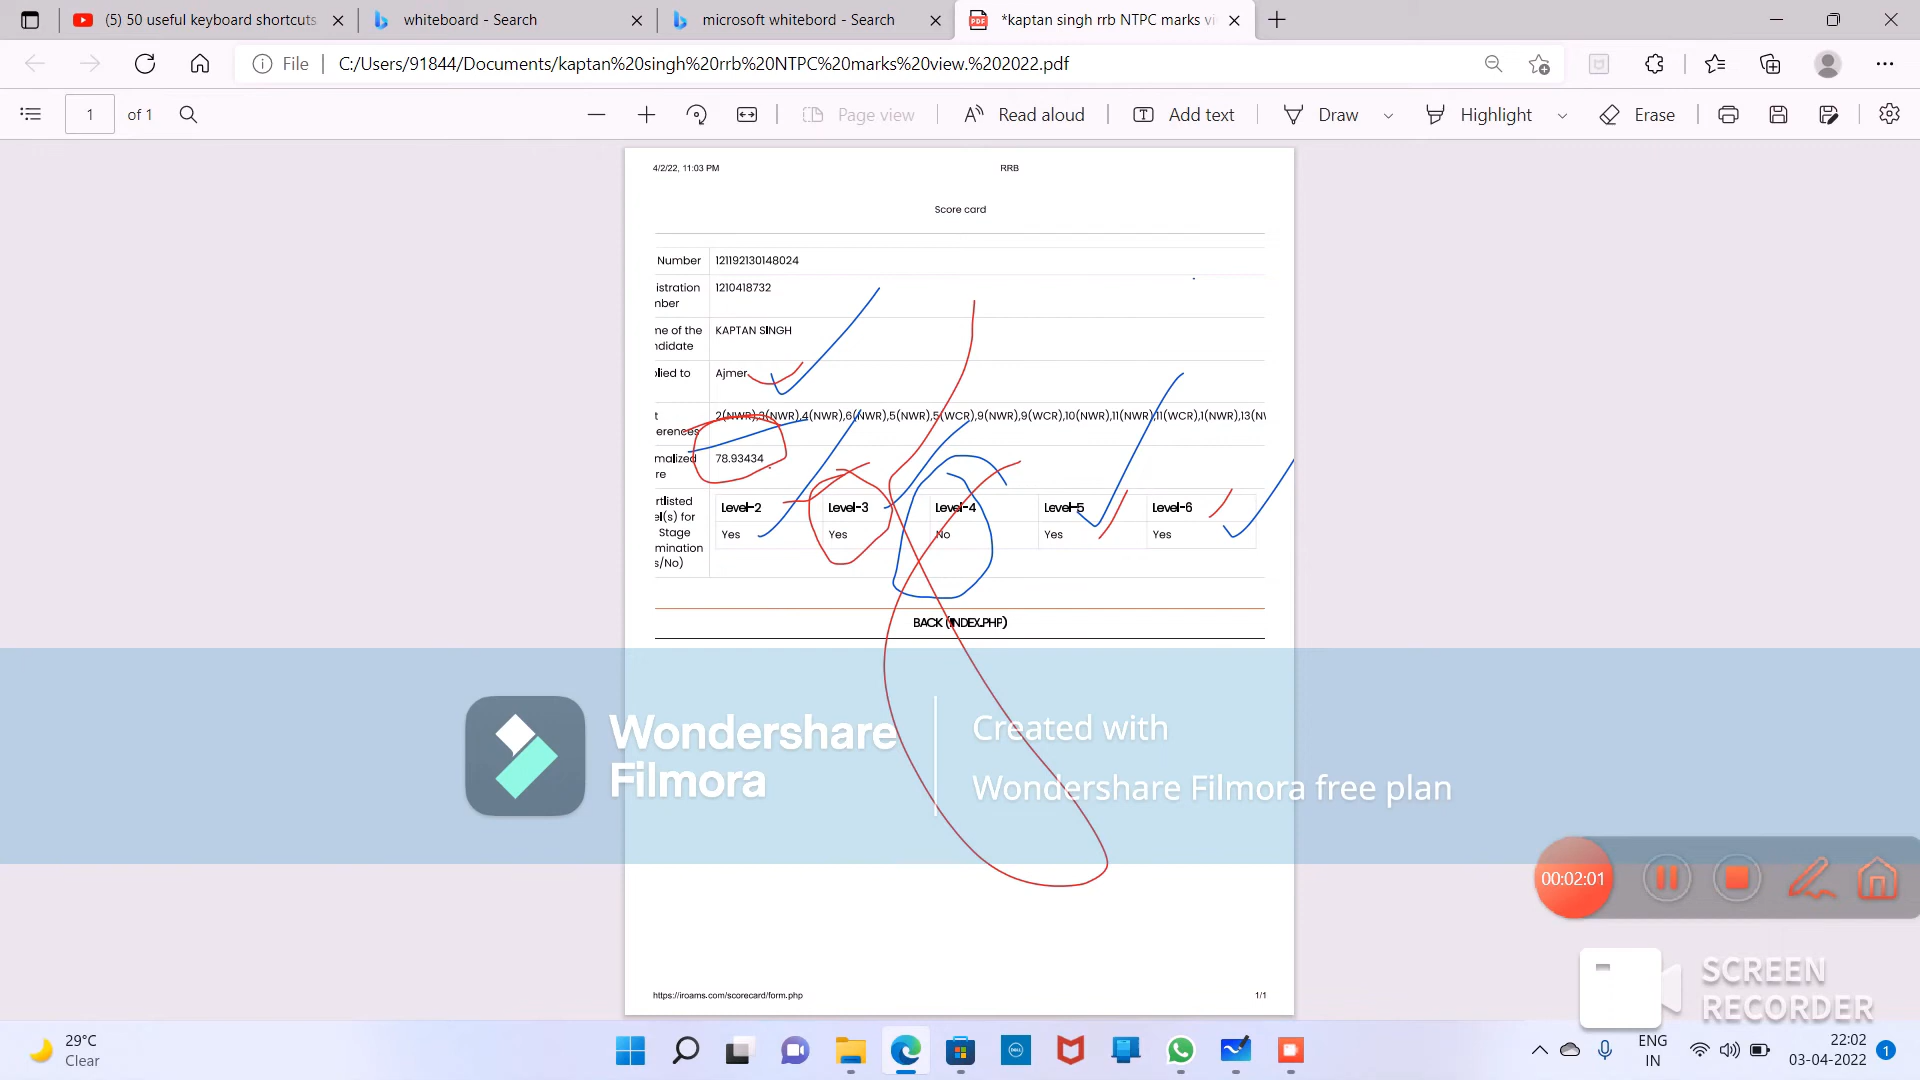 (5) 50 useful keyboard shortcuts
whiteboard - Search
microsoft whitebord - Search
*kaptan singh rrb NTPC marks vi
File
C:/Users/91844/Documents/kaptan%20singh%20rrb%20NTPC%20marks%20view.%202022.pdf
1 of 1
Page view
Read aloud
Add text
Draw
Highlight
Erase
4/2/22, 11:03 PM
RRB
Score card
Number 121192130148024
istration 1210418732
nber
ne of the KAPTAN SINGH
ndidate
lied to Ajmer
t 2(NWR),3(NWR),4(NWR),6(NWR),5(NWR),5(WCR),9(NWR),9(WCR),10(NWR),11(NWR),11(WCR),1(NWR),13(NV
erences
malized 78.93434
re
rtlisted
el(s) for
Stage
mination
s/No)
Level-2 Level-3 Level-4 Level-5 Level-6
Yes Yes No Yes Yes
BACK (INDEX.PHP)
Wondershare
Filmora
Created with
Wondershare Filmora free plan
00:02:01
SCREEN
RECORDER
https://iroams.com/scorecard/form.php
1/1
29°C
Clear
DELL
ENG
IN
22:02
03-04-2022
1